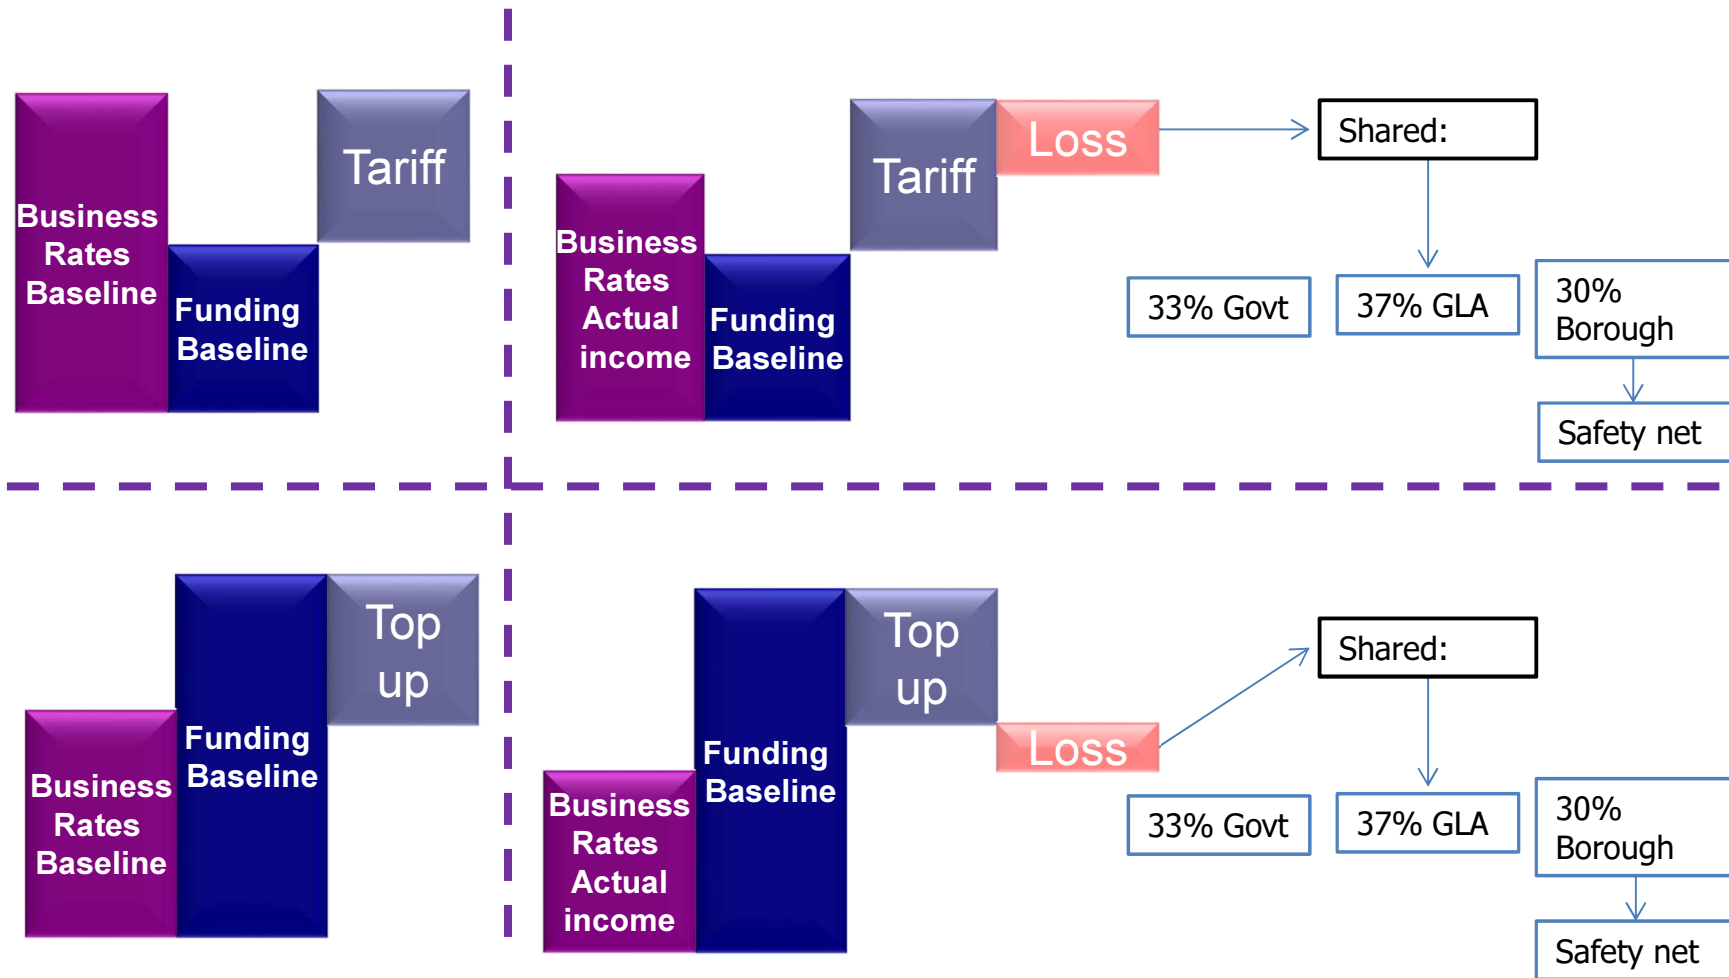 Business
Rates
Baseline
Funding
Baseline
Tariff
Business
Rates
Actual
income
Funding
Baseline
Tariff
Loss
Shared:
33% Govt
37% GLA
30%
Borough
Safety net
Business
Rates
Baseline
Funding
Baseline
Top
up
Business
Rates
Actual
income
Funding
Baseline
Top
up
Loss
Shared:
33% Govt
37% GLA
30%
Borough
Safety net